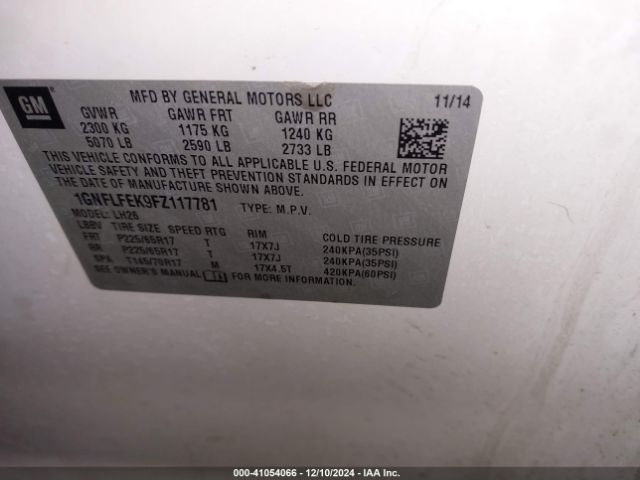 GM
MFD BY GENERAL MOTORS LLC 11/14
GVWR GAWR FRT GAWR RR
2300 KG 1175 KG 1240 KG
5070 LB 2590 LB 2733 LB
THIS VEHICLE CONFORMS TO ALL APPLICABLE U.S. FEDERAL MOTOR
VEHICLE SAFETY AND THEFT PREVENTION STANDARDS IN EFFECT ON
THE DATE OF MANUFACTURE SHOWN ABOVE.
1GNFLFEK9FZ117781 TYPE: M.P.V.
MODEL: LH26
LBBV TIRE SIZE SPEED RTG RIM COLD TIRE PRESSURE
FRT P225/65R17 T 17X7J 240KPA(35PSI)
RR P225/65R17 T 17X7J 240KPA(35PSI)
SPA T145/70R17 M 17X4.5T 420KPA(60PSI)
SEE OWNER'S MANUAL FOR MORE INFORMATION.
000-41054066 - 12/10/2024 - IAA Inc.